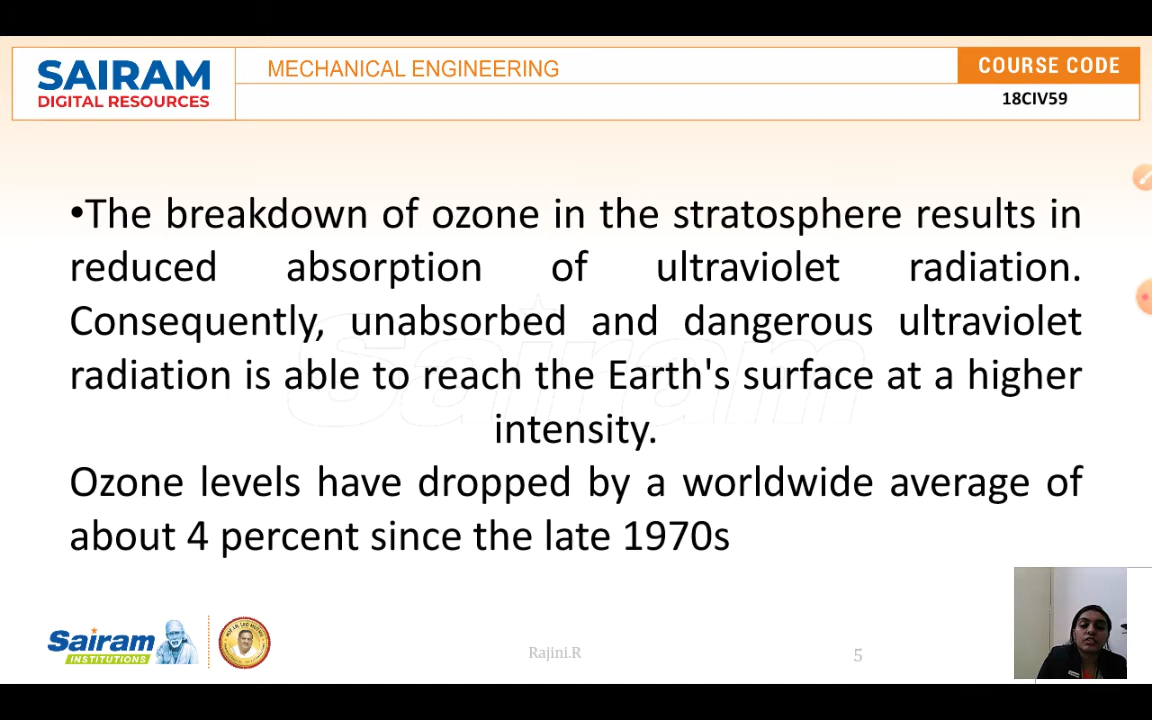 SAIRAM
DIGITAL RESOURCES
MECHANICAL ENGINEERING
COURSE CODE
18CIV59
•The breakdown of ozone in the stratosphere results in
reduced absorption of ultraviolet radiation.
Consequently, unabsorbed and dangerous ultraviolet
radiation is able to reach the Earth's surface at a higher
intensity.
Ozone levels have dropped by a worldwide average of
about 4 percent since the late 1970s
Sairam
Sairam
INSTITUTIONS
Rajini.R
5